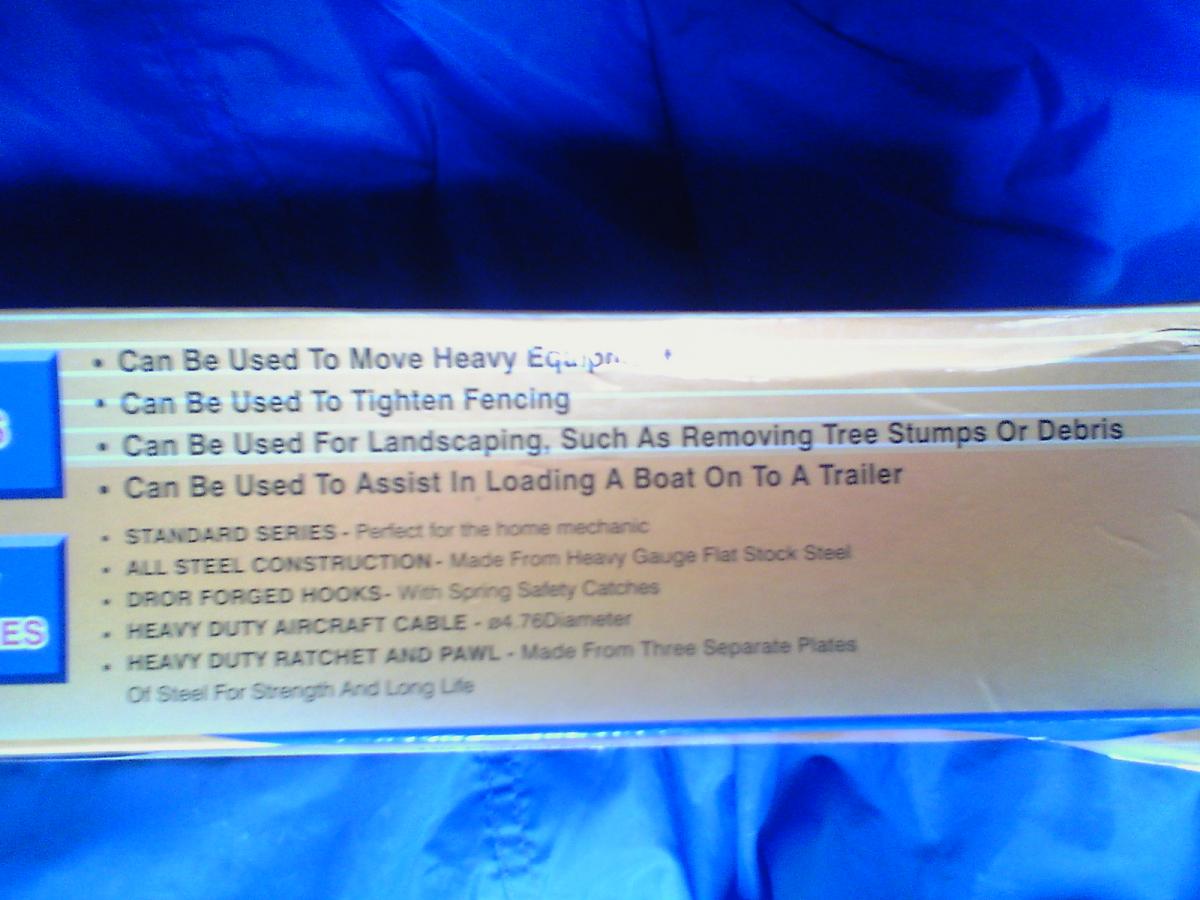 • Can Be Used To Move Heavy
• Can Be Used To Tighten Fencing
• Can Be Used For Landscaping, Such As Removing Tree Stumps Or Debris
• Can Be Used To Assist In Loading A Boat On To A Trailer
• STANDARD SERIES - Perfect for the home mechanic
• ALL STEEL CONSTRUCTION - Made From Heavy Gauge Flat Stock Steel
• DROR FORGED HOOKS - With Spring Safety Catches
• HEAVY DUTY AIRCRAFT CABLE - ø4.76Diameter
ES
• HEAVY DUTY RATCHET AND PAWL - Made From Three Separate Plates
Of Steel For Strength And Long Life